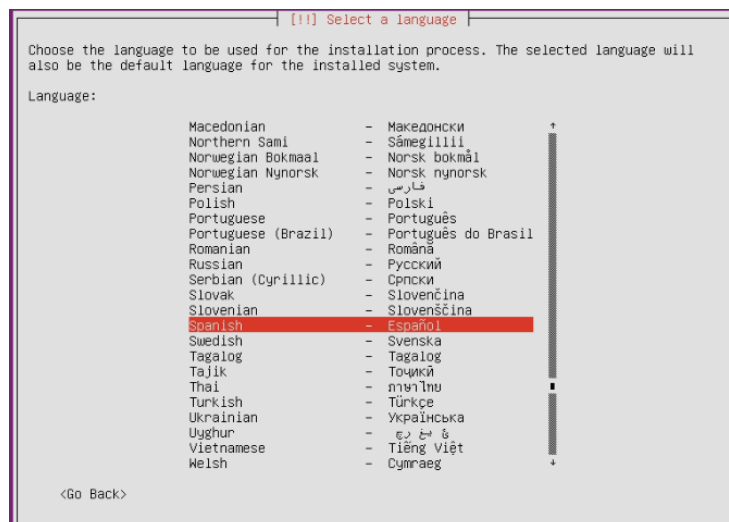 [!!] Select a language
Choose the language to be used for the installation process. The selected language will
also be the default language for the installed system.
Language:
Macedonian - Македонски
Northern Sami - Sámegillii
Norwegian Bokmaal - Norsk bokmål
Norwegian Nynorsk - Norsk nynorsk
Persian - فارسی
Polish - Polski
Portuguese - Português
Portuguese (Brazil) - Português do Brasil
Romanian - Română
Russian - Русский
Serbian (Cyrillic) - Српски
Slovak - Slovenčina
Slovenian - Slovenščina
Spanish - Español
Swedish - Svenska
Tagalog - Tagalog
Tajik - Тоҷикӣ
Thai - ภาษาไทย
Turkish - Türkçe
Ukrainian - Українська
Uyghur -
Vietnamese - Tiếng Việt
Welsh - Cymraeg
<Go Back>